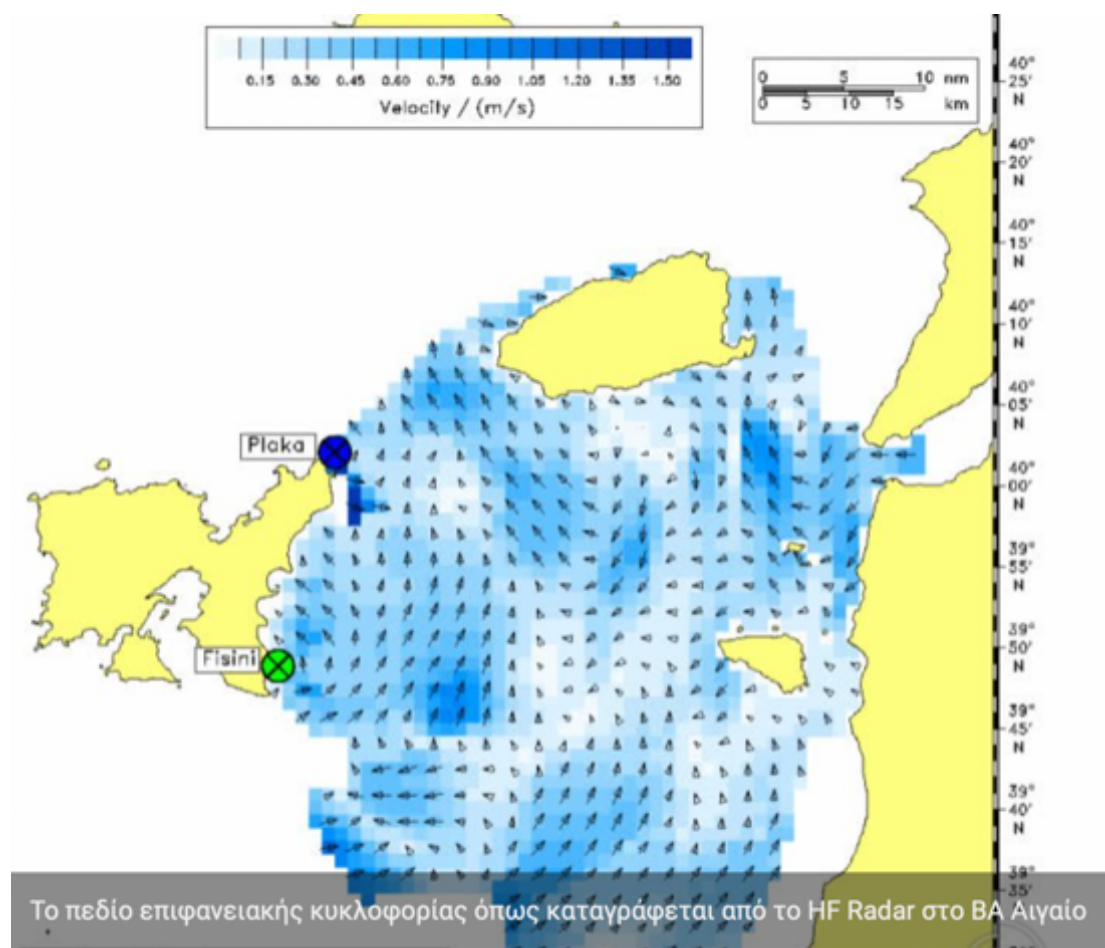 0.15 0.30 0.45 0.60 0.75 0.90 1.05 1.20 1.35 1.50
Velocity / (m/s)
0 5 10 nm
0 5 10 15 km
40° 25' N
40° 20' N
40° 15' N
40° 10' N
40° 05' N
Plaka
40° 00' N
39° 55' N
39° 50' N
Fisini
39° 45' N
39° 40' N
39° 35'
Το πεδίο επιφανειακής κυκλοφορίας όπως καταγράφεται από το HF Radar στο ΒΑ Αιγαίο